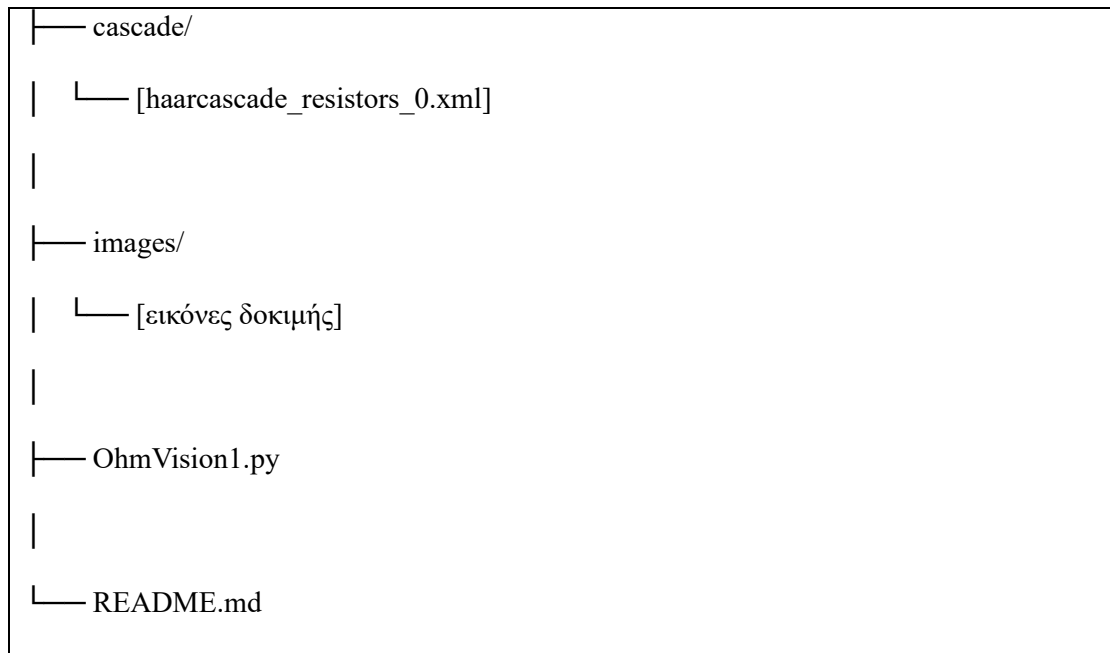 ├── cascade/
│ └── [haarcascade_resistors_0.xml]
│
├── images/
│ └── [εικόνες δοκιμής]
│
├── OhmVision1.py
│
└── README.md